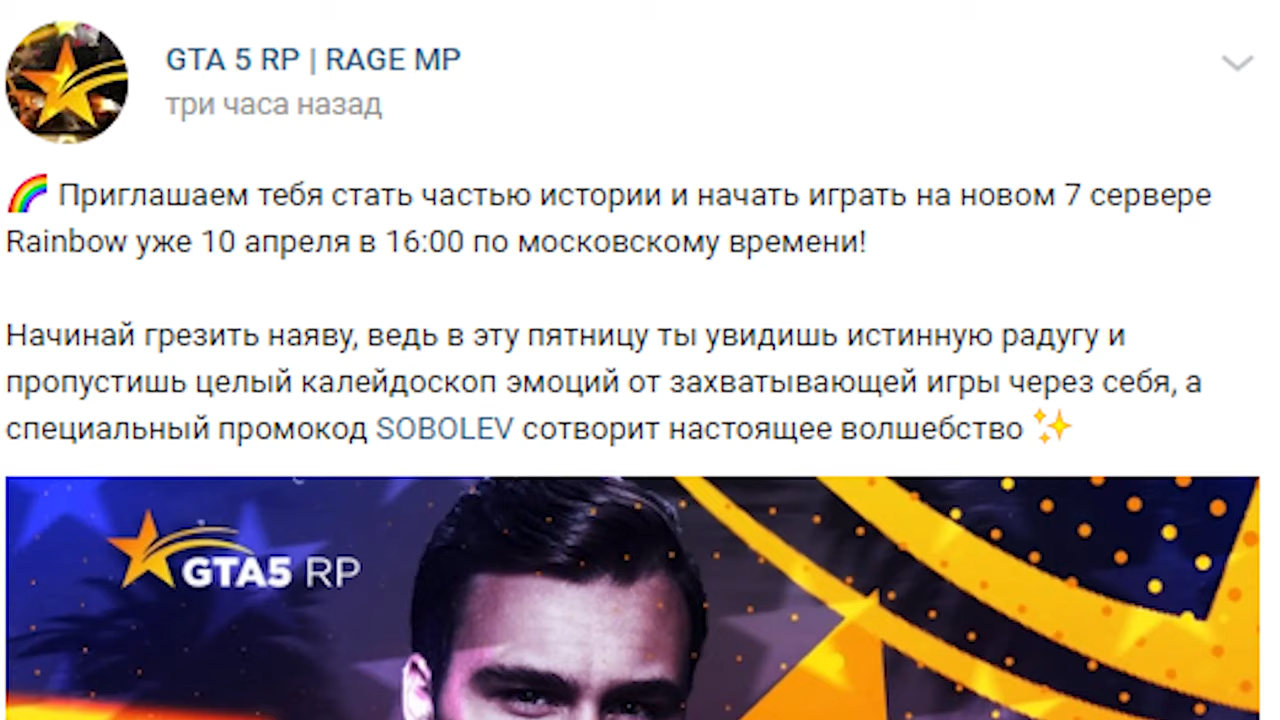 GTA 5 RP | RAGE MP
три часа назад
🌈 Приглашаем тебя стать частью истории и начать играть на новом 7 сервере
Rainbow уже 10 апреля в 16:00 по московскому времени!
Начинай грезить наяву, ведь в эту пятницу ты увидишь истинную радугу и
пропустишь целый калейдоскоп эмоций от захватывающей игры через себя, а
специальный промокод SOBOLEV сотворит настоящее волшебство ✨
GTA5 RP